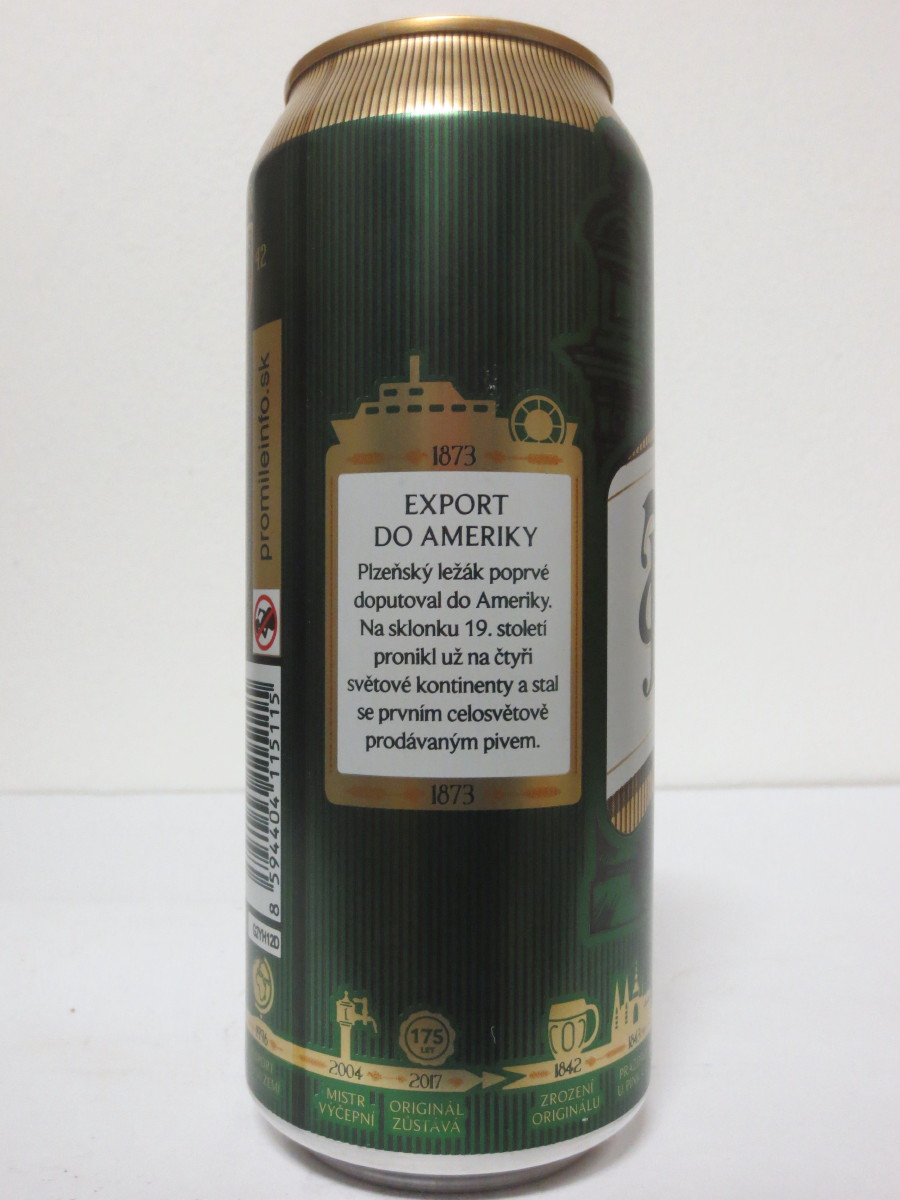 42
promileinfo.sk
1873
EXPORT
DO AMERIKY
Plzeňský ležák poprvé
doputoval do Ameriky.
Na sklonku 19. století
pronikl už na čtyři
světové kontinenty a stal
se prvním celosvětově
prodávaným pivem.
1873
8 594404 115115
175
LET
2004
MISTR
VÝČEPNÍ
2017
ORIGINÁL
ZŮSTÁVÁ
1842
ZROZENÍ
ORIGINÁLU